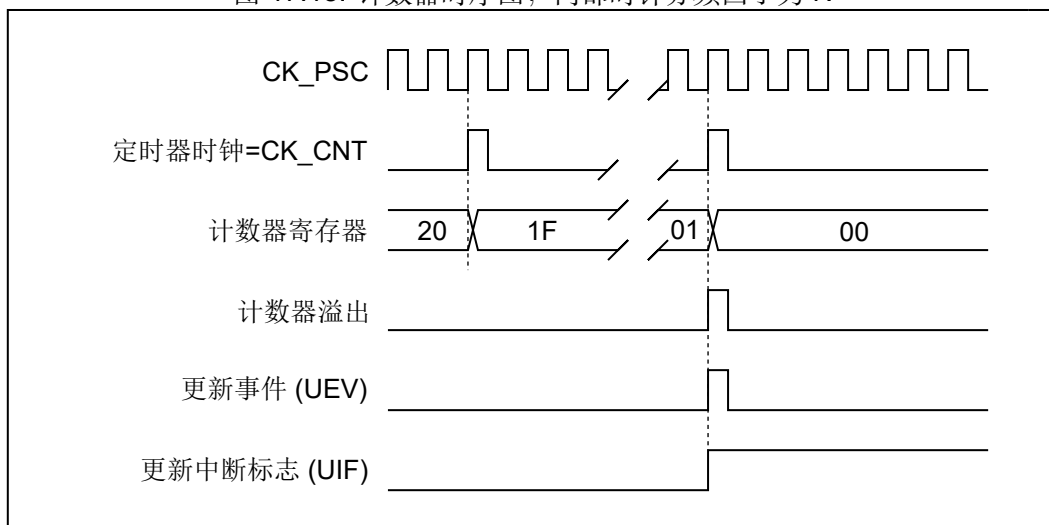 CK_PSC
定时器时钟=CK_CNT
计数器寄存器 20 1F 01 00
计数器溢出
更新事件 (UEV)
更新中断标志 (UIF)